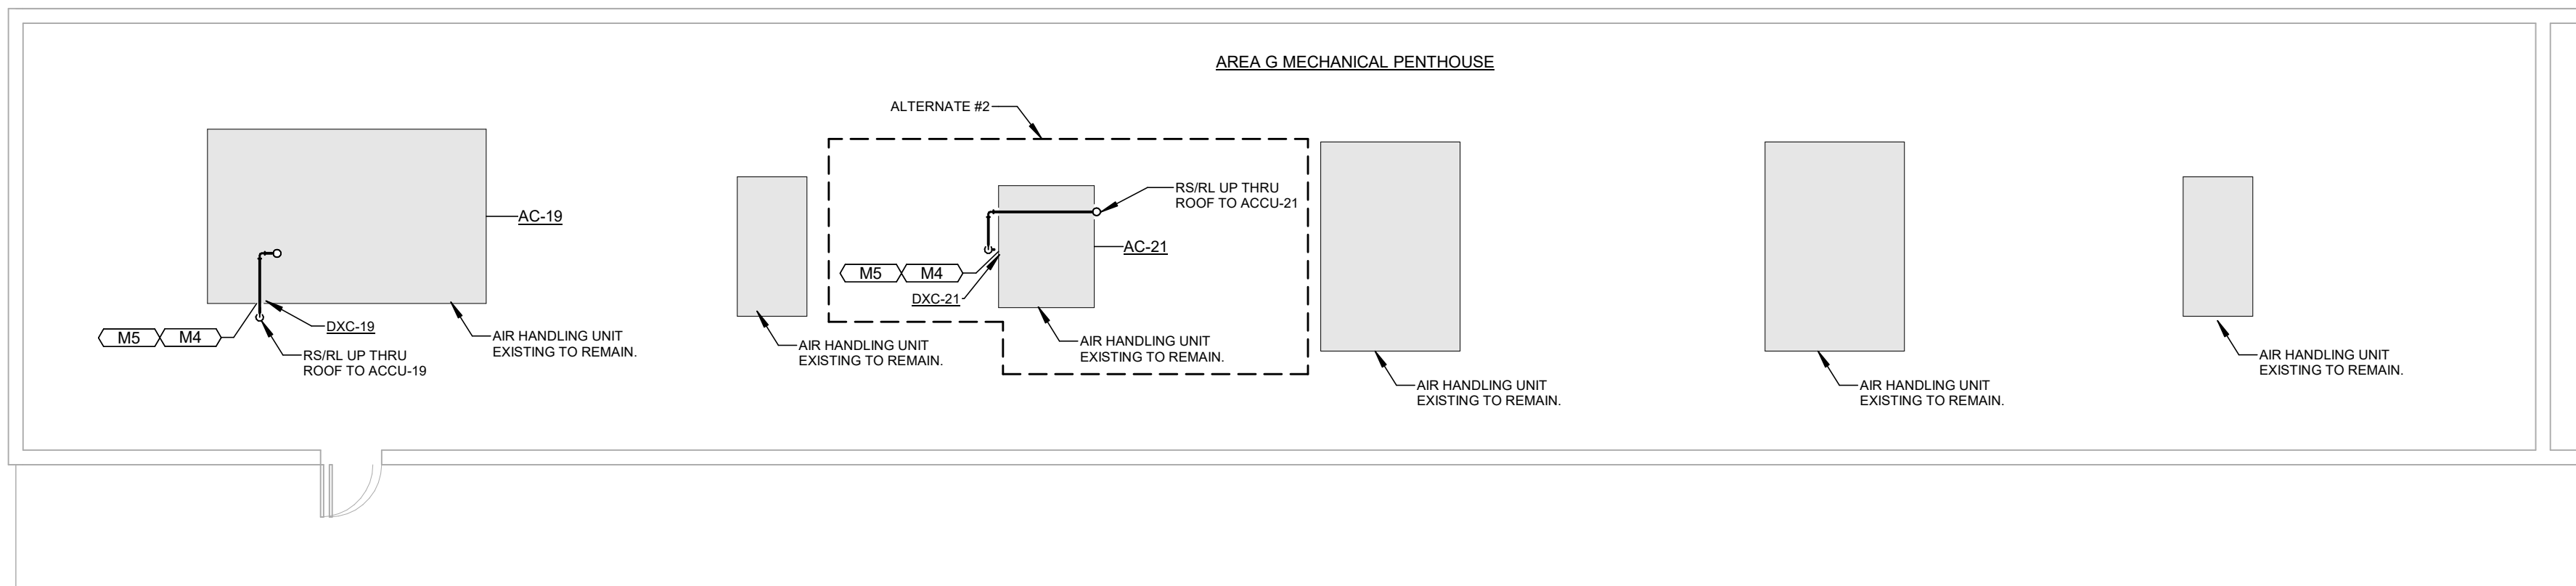 AREA G MECHANICAL PENTHOUSE
ALTERNATE #2
AC-19
DXC-19
M5 M4
RS/RL UP THRU
ROOF TO ACCU-19
AIR HANDLING UNIT
EXISTING TO REMAIN.
AIR HANDLING UNIT
EXISTING TO REMAIN.
RS/RL UP THRU
ROOF TO ACCU-21
AC-21
M5 M4
DXC-21
AIR HANDLING UNIT
EXISTING TO REMAIN.
AIR HANDLING UNIT
EXISTING TO REMAIN.
AIR HANDLING UNIT
EXISTING TO REMAIN.
AIR HANDLING UNIT
EXISTING TO REMAIN.